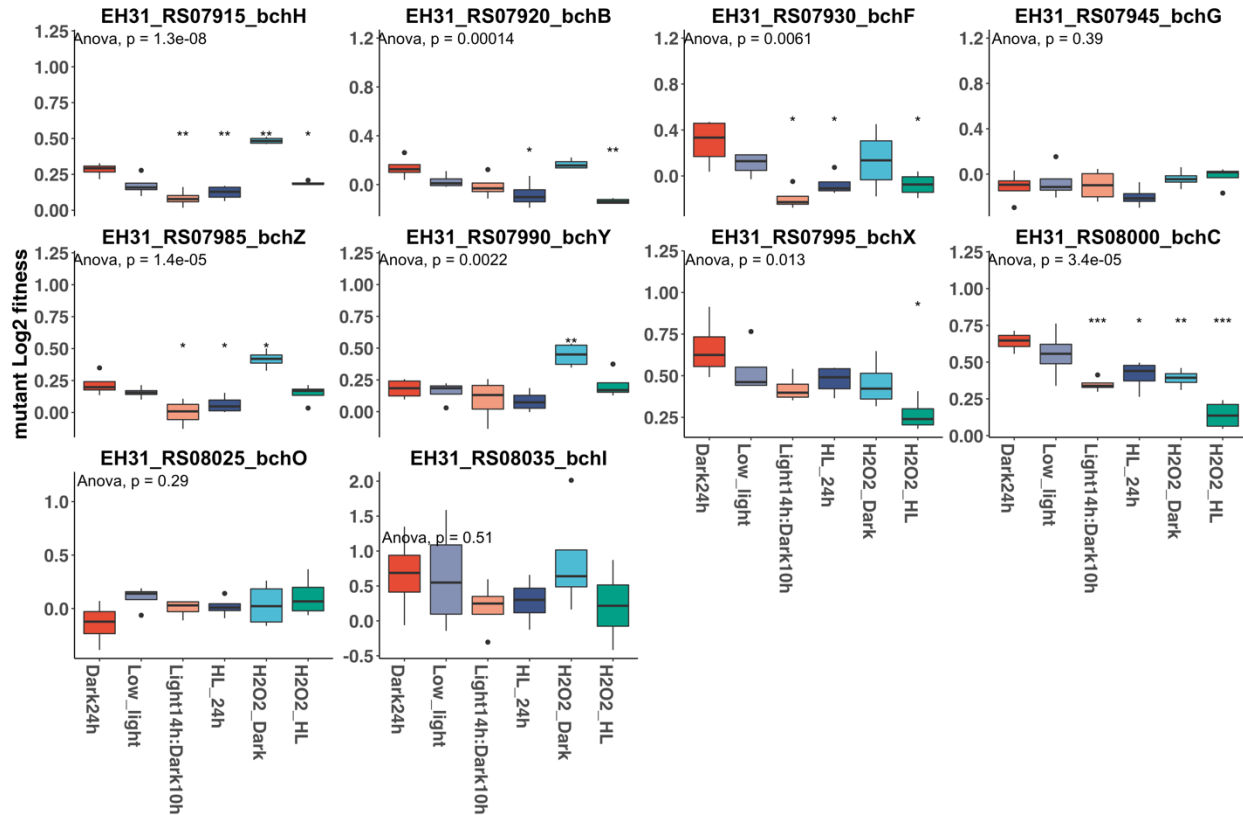 mutant Log2 fitness
EH31_RS07915_bchH
Anova, p = 1.3e-08
1.25
1.00
0.75
0.50
0.25
0.00
** ** ** *
EH31_RS07920_bchB
Anova, p = 0.00014
1.2
0.8
0.4
0.0
* **
EH31_RS07930_bchF
Anova, p = 0.0061
1.2
0.8
0.4
0.0
* * *
EH31_RS07945_bchG
Anova, p = 0.39
1.2
0.8
0.4
0.0
EH31_RS07985_bchZ
Anova, p = 1.4e-05
1.25
1.00
0.75
0.50
0.25
0.00
* * *
EH31_RS07990_bchY
Anova, p = 0.0022
1.25
1.00
0.75
0.50
0.25
0.00
**
EH31_RS07995_bchX
Anova, p = 0.013
1.25
1.00
0.75
0.50
0.25
*
Dark24h
Low_light
Light14h:Dark10h
HL_24h
H2O2_Dark
H2O2_HL
EH31_RS08000_bchC
Anova, p = 3.4e-05
1.25
1.00
0.75
0.50
0.25
0.00
*** * ** ***
Dark24h
Low_light
Light14h:Dark10h
HL_24h
H2O2_Dark
H2O2_HL
EH31_RS08025_bchO
Anova, p = 0.29
1.0
0.5
0.0
Dark24h
Low_light
Light14h:Dark10h
HL_24h
H2O2_Dark
H2O2_HL
EH31_RS08035_bchI
Anova, p = 0.51
2.0
1.5
1.0
0.5
0.0
-0.5
Dark24h
Low_light
Light14h:Dark10h
HL_24h
H2O2_Dark
H2O2_HL